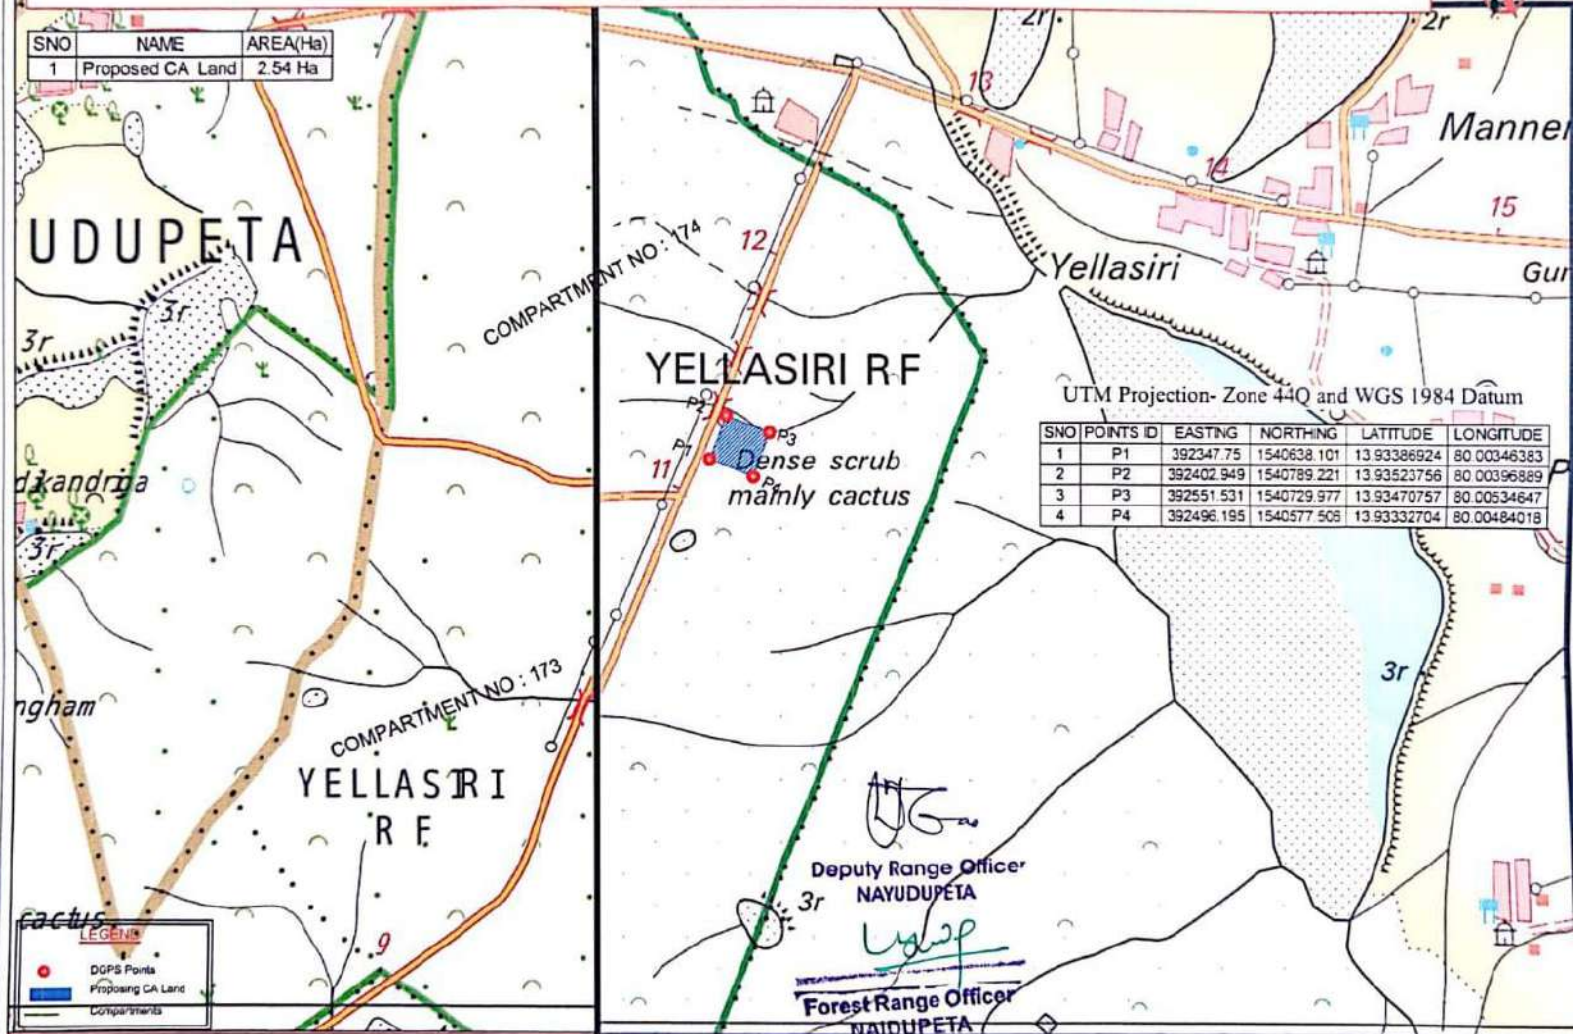 SNO NAME AREA(Ha)
1 Proposed CA Land 2.54 Ha
2r
2r
13
Manner
14
15
UDUPETA
COMPARTMENT NO : 174
12
Yellasiri
Gur
3r
3r
YELLASIRI RF
UTM Projection- Zone 44Q and WGS 1984 Datum
SNO POINTS ID EASTING NORTHING LATITUDE LONGITUDE
1 P1 392347.75 1540638.101 13.93386924 80.00346383
2 P2 392402.949 1540789.221 13.93523756 80.00396889
3 P3 392551.531 1540729.977 13.93470757 80.00534647
4 P4 392496.195 1540577.506 13.93332704 80.00484018
P2
P3
P1
P4
11
Dense scrub
mainly cactus
P
3r
3r
ngham
COMPARTMENT NO : 173
YELLASIRI
RF
Deputy Range Officer
NAYUDUPETA
3r
cactus
9
LEGEND
DGPS Points
Proposing CA Land
Compartments
Forest Range Officer
NAIDUPETA